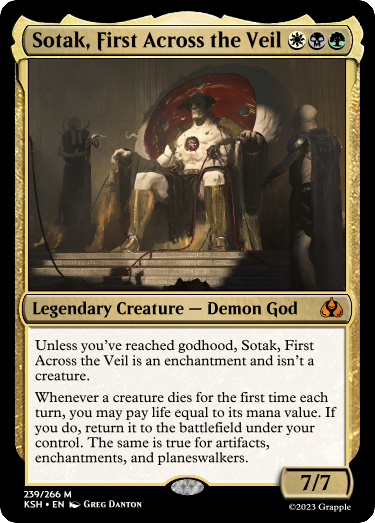 Sotak, First Across the Veil
Legendary Creature — Demon God
Unless you've reached godhood, Sotak, First
Across the Veil is an enchantment and isn't a
creature.
Whenever a creature dies for the first time each
turn, you may pay life equal to its mana value. If
you do, return it to the battlefield under your
control. The same is true for artifacts,
enchantments, and planeswalkers.
7/7
239/266 M
KSH • EN Greg Danton
©2023 Grapple